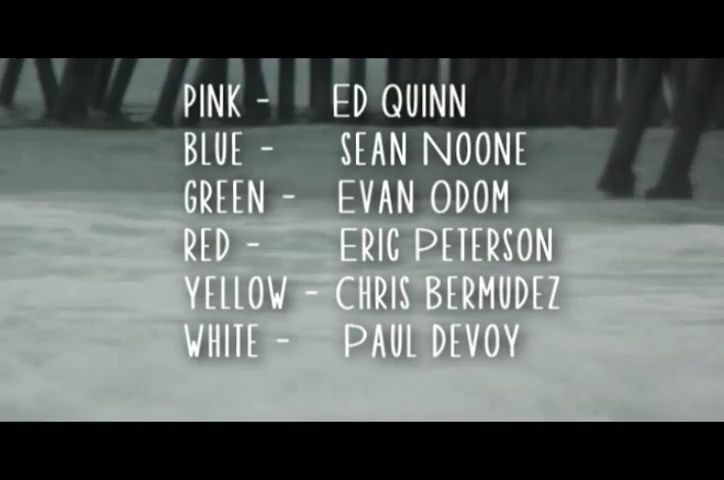 PINK - ED QUINN
BLUE - SEAN NOONE
GREEN - EVAN ODOM
RED - ERIC PETERSON
YELLOW - CHRIS BERMUDEZ
WHITE - PAUL DEVOY